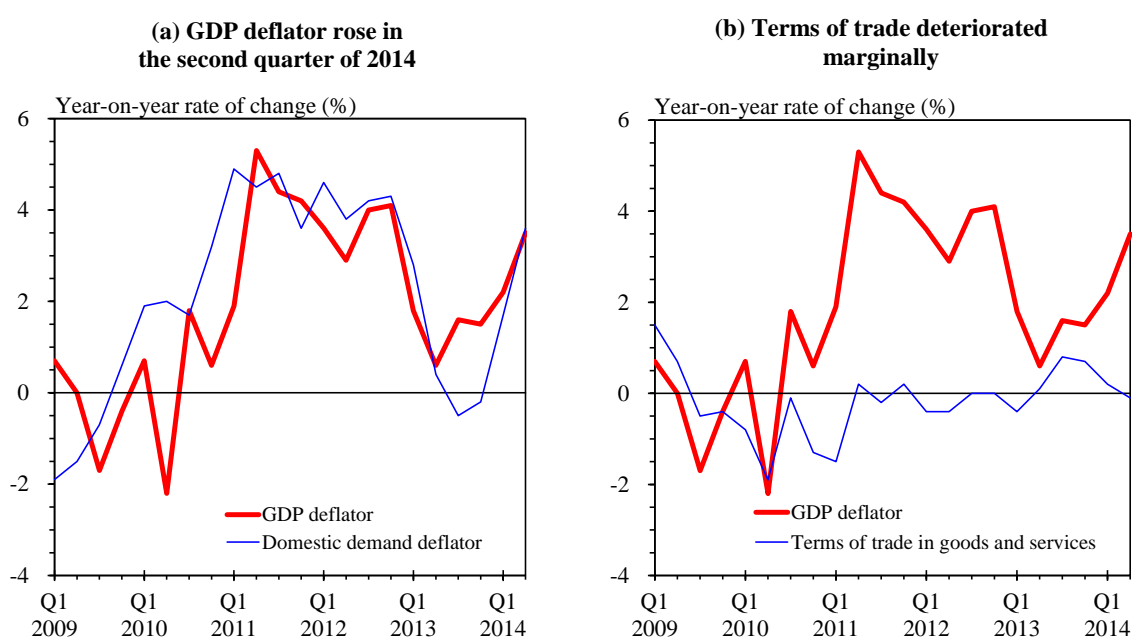 (a) GDP deflator rose in
the second quarter of 2014
Year-on-year rate of change (%)
6
4
2
0
-2
-4
GDP deflator
Domestic demand deflator
Q1 Q1 Q1 Q1 Q1 Q1
2009 2010 2011 2012 2013 2014
(b) Terms of trade deteriorated
marginally
Year-on-year rate of change (%)
6
4
2
0
-2
-4
GDP deflator
Terms of trade in goods and services
Q1 Q1 Q1 Q1 Q1 Q1
2009 2010 2011 2012 2013 2014